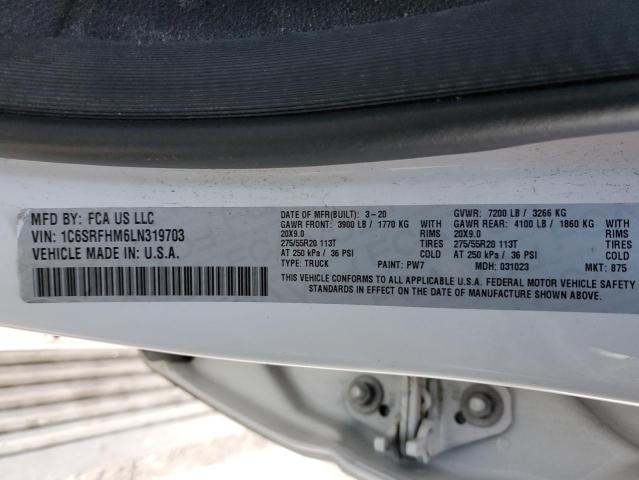 MFD BY: FCA US LLC
VIN: 1C6SRFHM6LN319703
VEHICLE MADE IN: U.S.A.
DATE OF MFR(BUILT): 3-20 GVWR: 7200 LB / 3266 KG
GAWR FRONT: 3900 LB / 1770 KG WITH GAWR REAR: 4100 LB / 1860 KG WITH
20X9.0 RIMS 20X9.0 RIMS
275/55R20 113T TIRES 275/55R20 113T TIRES
AT 250 kPa / 36 PSI COLD AT 250 kPa / 36 PSI COLD
TYPE: TRUCK PAINT: PW7 MDH: 031023 MKT: 875
THIS VEHICLE CONFORMS TO ALL APPLICABLE U.S.A. FEDERAL MOTOR VEHICLE SAFETY
STANDARDS IN EFFECT ON THE DATE OF MANUFACTURE SHOWN ABOVE.